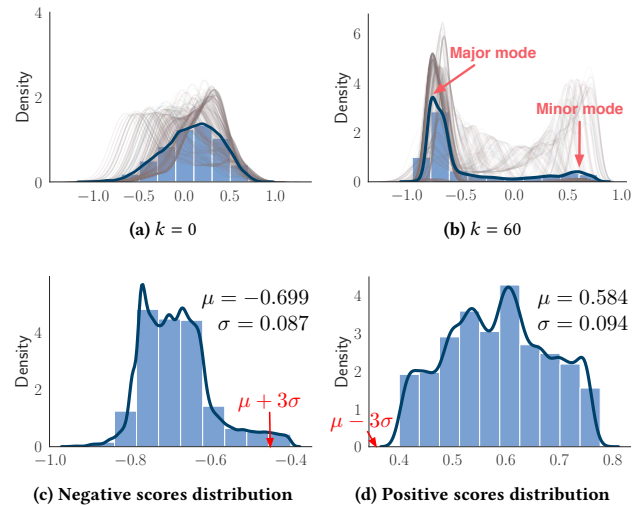 4
2
0
Density
−1.0
−0.5
0.0
0.5
1.0
(a) k = 0
6
4
2
0
Density
Major mode
Minor mode
−1.0
−0.5
0.0
0.5
1.0
(b) k = 60
4
2
0
Density
μ = −0.699
σ = 0.087
μ + 3σ
−1.0
−0.8
−0.6
−0.4
(c) Negative scores distribution
4
3
2
1
0
Density
μ = 0.584
σ = 0.094
μ − 3σ
0.4
0.5
0.6
0.7
0.8
(d) Positive scores distribution